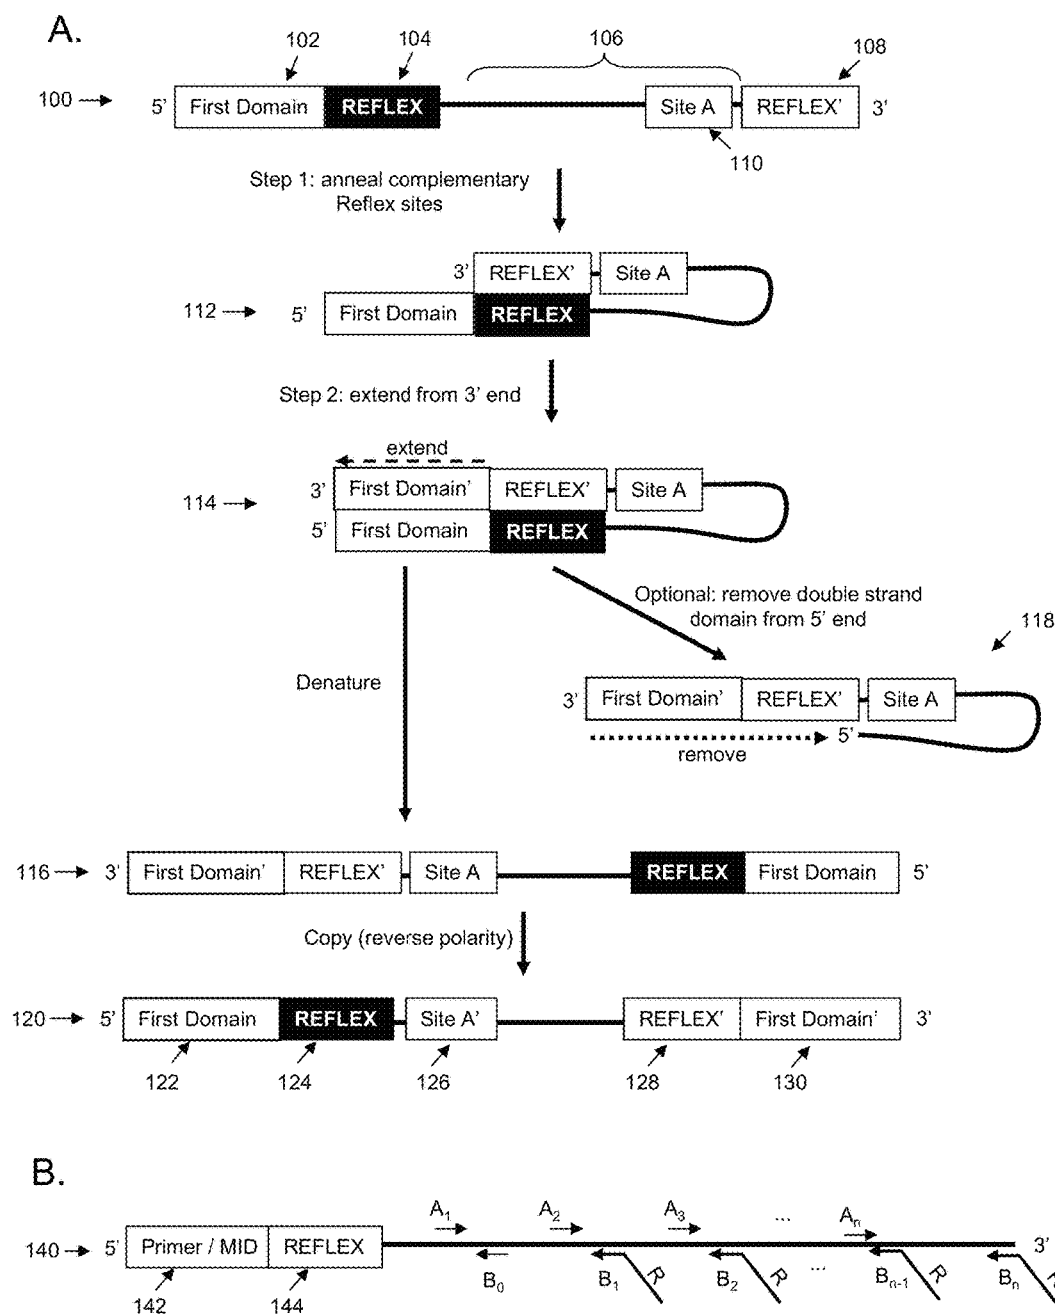 A.
102
104
106
108
100
5’
First Domain
REFLEX
Site A
REFLEX’
3’
110
Step 1: anneal complementary
Reflex sites
3’
REFLEX’
Site A
112
5’
First Domain
REFLEX
Step 2: extend from 3’ end
extend
3’
First Domain’
REFLEX’
Site A
114
5’
First Domain
REFLEX
Optional: remove double strand
domain from 5’ end
118
Denature
3’
First Domain’
REFLEX’
Site A
5’
remove
116
3’
First Domain’
REFLEX’
Site A
REFLEX
First Domain
5’
Copy (reverse polarity)
120
5’
First Domain
REFLEX
Site A’
REFLEX’
First Domain’
3’
122
124
126
128
130
B.
A1
A2
A3
...
An
140
5’
Primer / MID
REFLEX
3’
B0
B1
R
B2
R
...
Bn-1
R
Bn
142
144